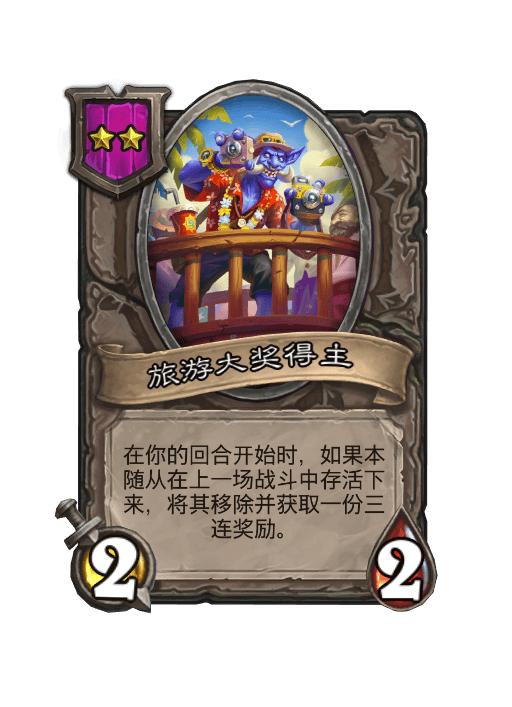 旅游大奖得主
在你的回合开始时，如果本
随从在上一场战斗中存活下
来，将其移除并获取一份三
连奖励。
2
2